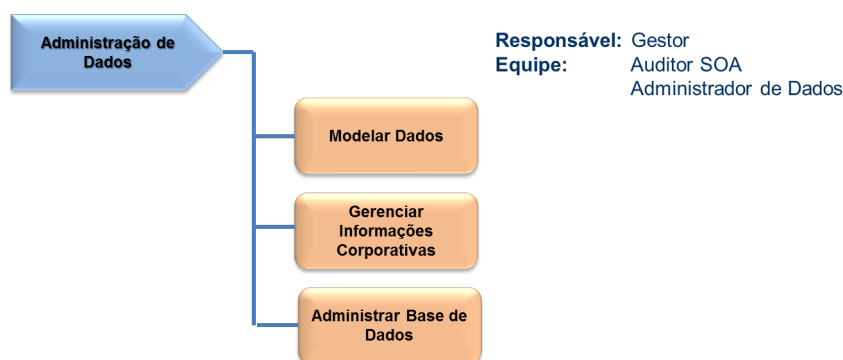 Administração de
Dados
Responsável: Gestor
Equipe: Auditor SOA
Administrador de Dados
Modelar Dados
Gerenciar
Informações
Corporativas
Administrar Base de
Dados